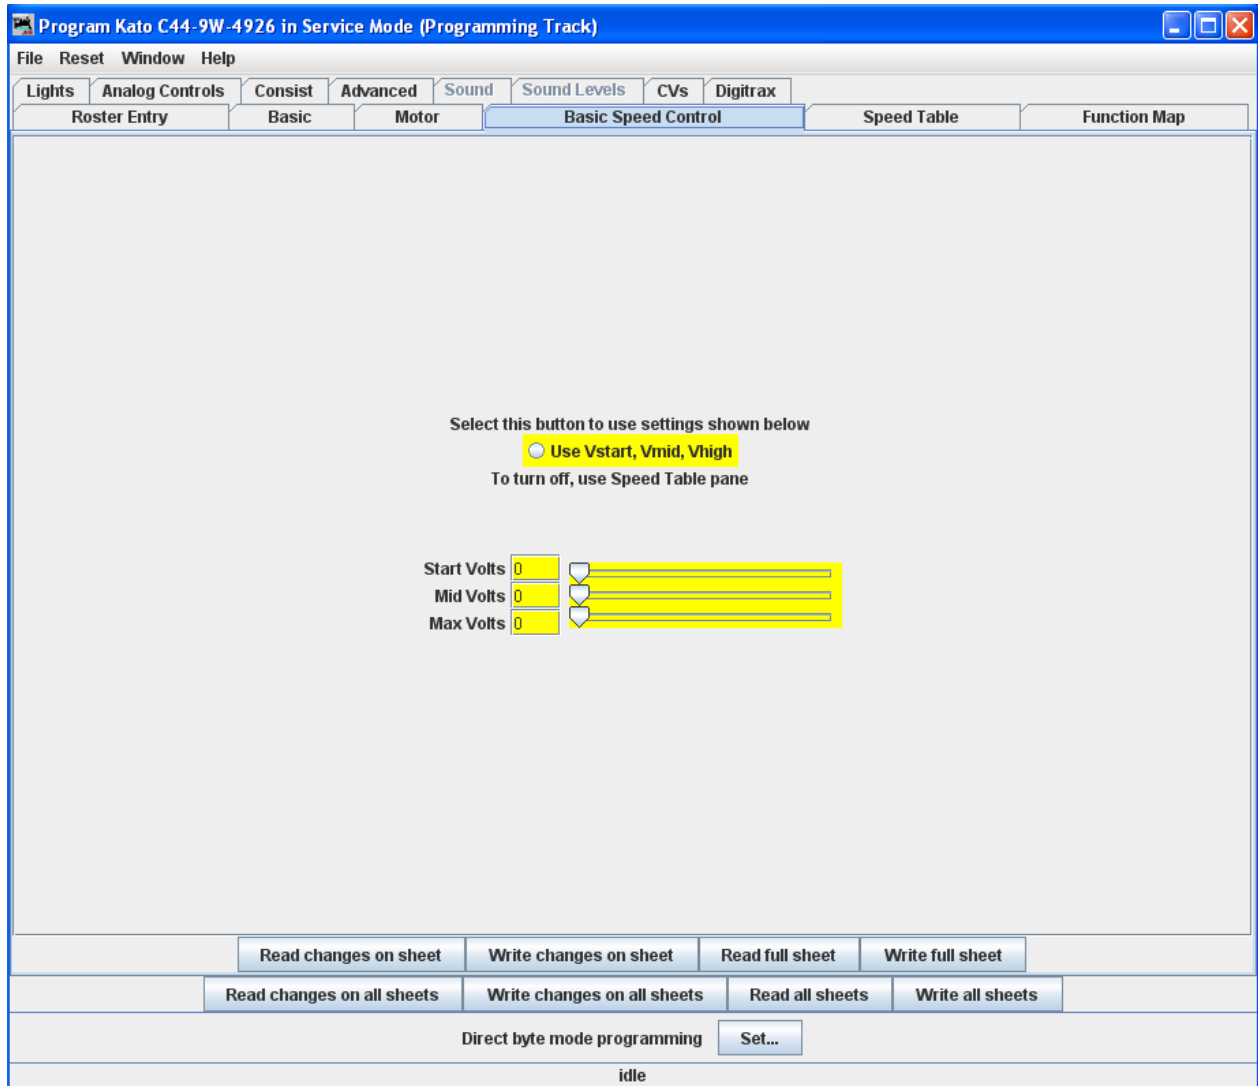 Program Kato C44-9W-4926 in Service Mode (Programming Track)
File Reset Window Help
Lights Analog Controls Consist Advanced Sound Sound Levels CVs Digitrax
Roster Entry Basic Motor Basic Speed Control Speed Table Function Map
Select this button to use settings shown below
Use Vstart, Vmid, Vhigh
To turn off, use Speed Table pane
Start Volts 0
Mid Volts 0
Max Volts 0
Read changes on sheet Write changes on sheet Read full sheet Write full sheet
Read changes on all sheets Write changes on all sheets Read all sheets Write all sheets
Direct byte mode programming Set...
idle